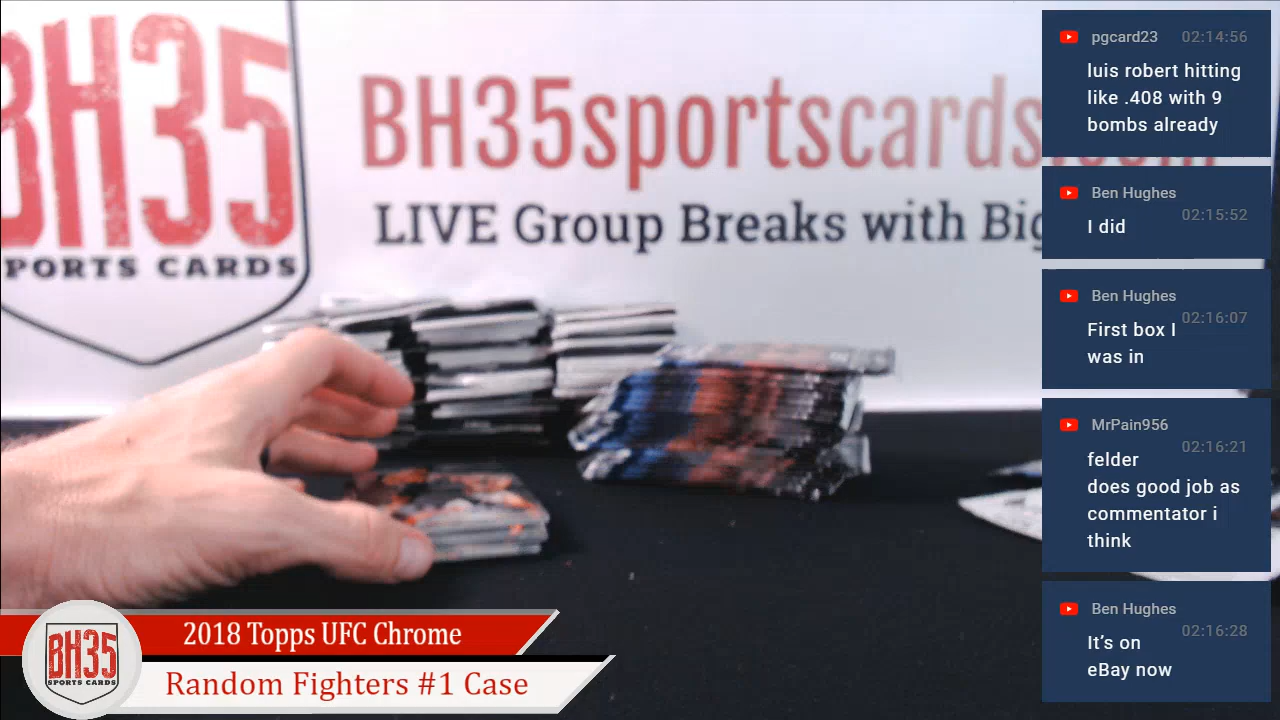 BH35
SPORTS CARDS
BH35sportscards.com
LIVE Group Breaks with Big
pgcard23 02:14:56
luis robert hitting
like .408 with 9
bombs already
Ben Hughes
02:15:52
I did
Ben Hughes
02:16:07
First box I
was in
MrPain956
02:16:21
felder
does good job as
commentator i
think
Ben Hughes
02:16:28
It's on
eBay now
BH35
SPORTS CARDS
2018 Topps UFC Chrome
Random Fighters #1 Case